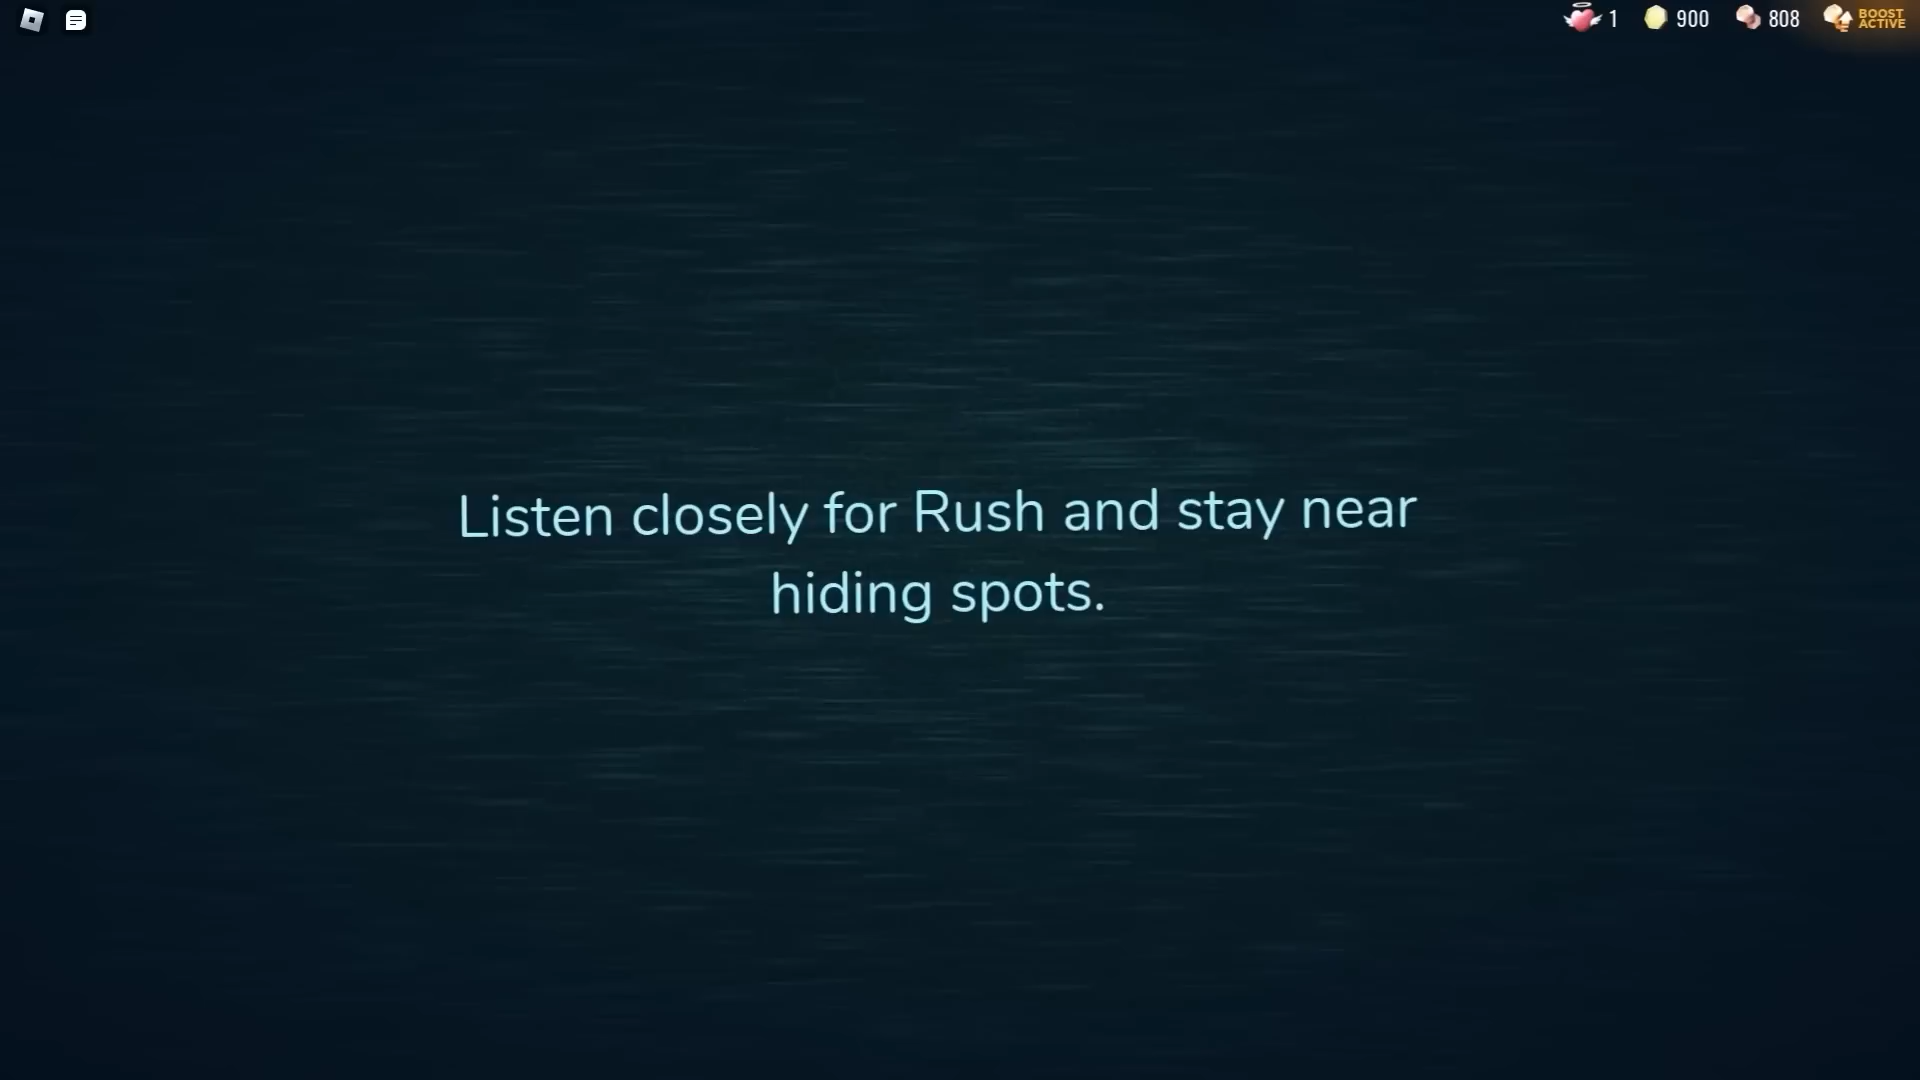 1 900 808 BOOST
ACTIVE
Listen closely for Rush and stay near
hiding spots.